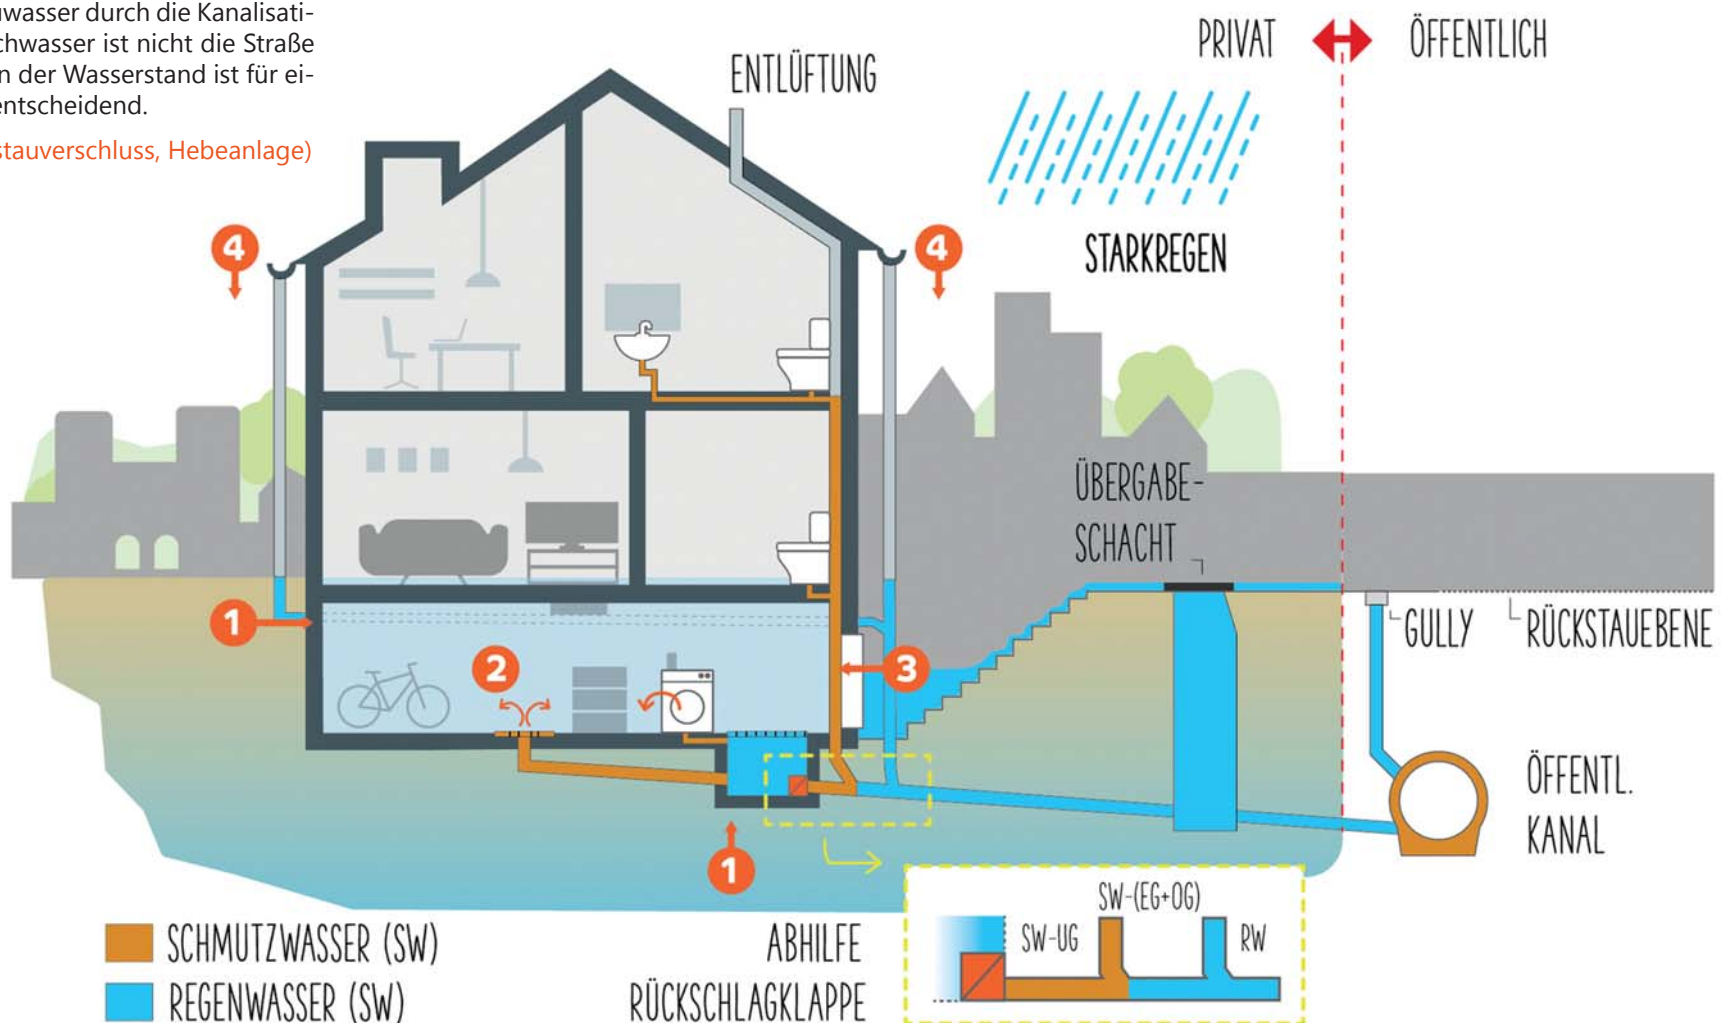 uwasser durch die Kanalisati-
chwasser ist nicht die Straße
n der Wasserstand ist für ei-
entscheidend.
stauverschluss, Hebeanlage)
PRIVAT
ÖFFENTLICH
ENTLÜFTUNG
STARKREGEN
4
4
ÜBERGABE-
SCHACHT
1
2
3
GULLY
RÜCKSTAUEBENE
ÖFFENTL.
KANAL
1
SCHMUTZWASSER (SW)
REGENWASSER (SW)
ABHILFE
RÜCKSCHLAGKLAPPE
SW-(EG+OG)
SW-UG
RW